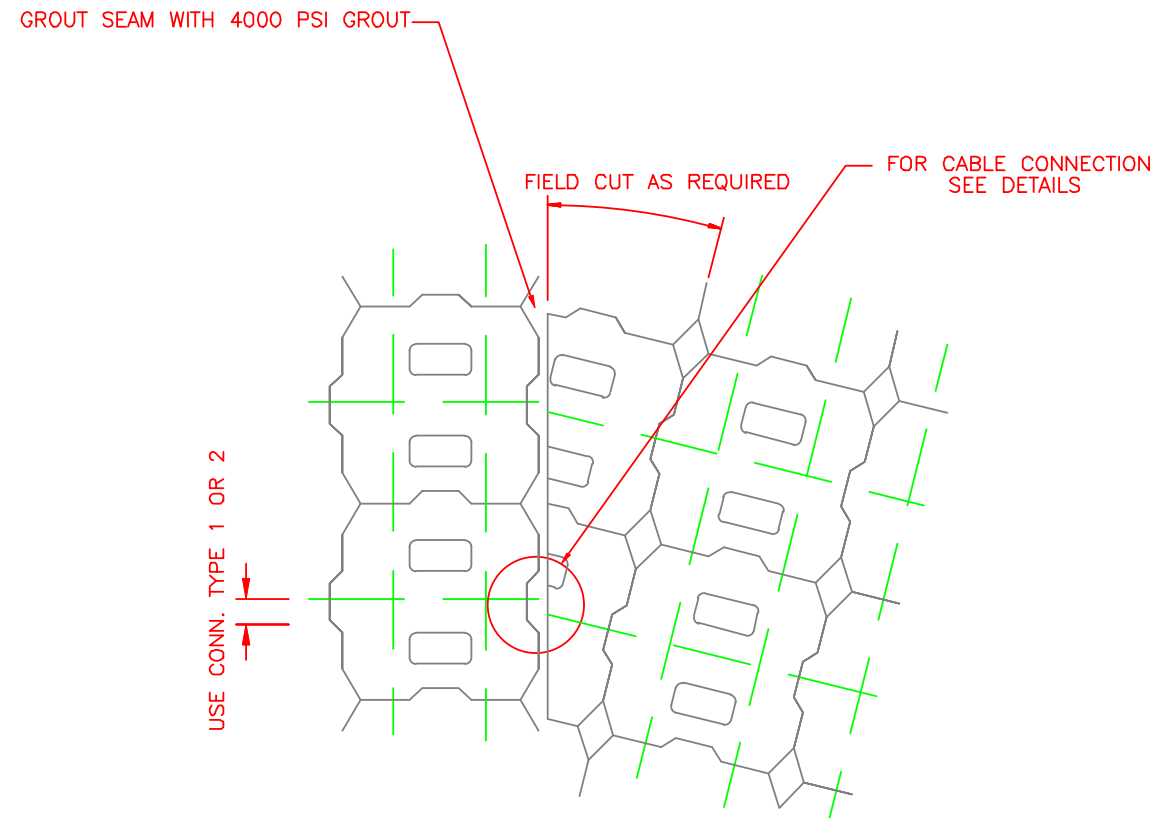 GROUT SEAM WITH 4000 PSI GROUT
FOR CABLE CONNECTION
SEE DETAILS
FIELD CUT AS REQUIRED
USE CONN. TYPE 1 OR 2